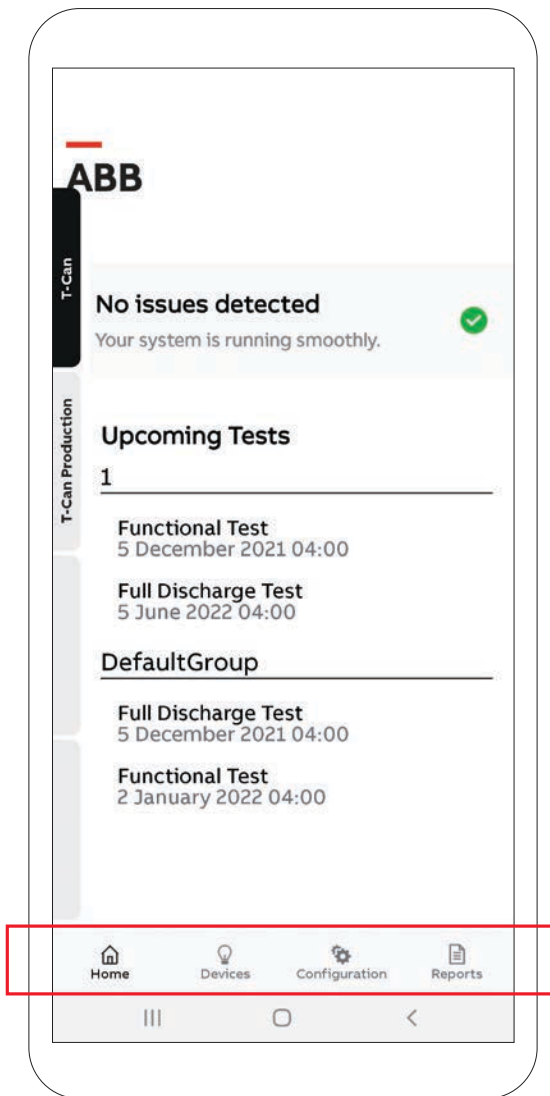 ABB
T-Can
T-Can Production
No issues detected
Your system is running smoothly.
Upcoming Tests
1
Functional Test
5 December 2021 04:00
Full Discharge Test
5 June 2022 04:00
DefaultGroup
Full Discharge Test
5 December 2021 04:00
Functional Test
2 January 2022 04:00
Home
Devices
Configuration
Reports